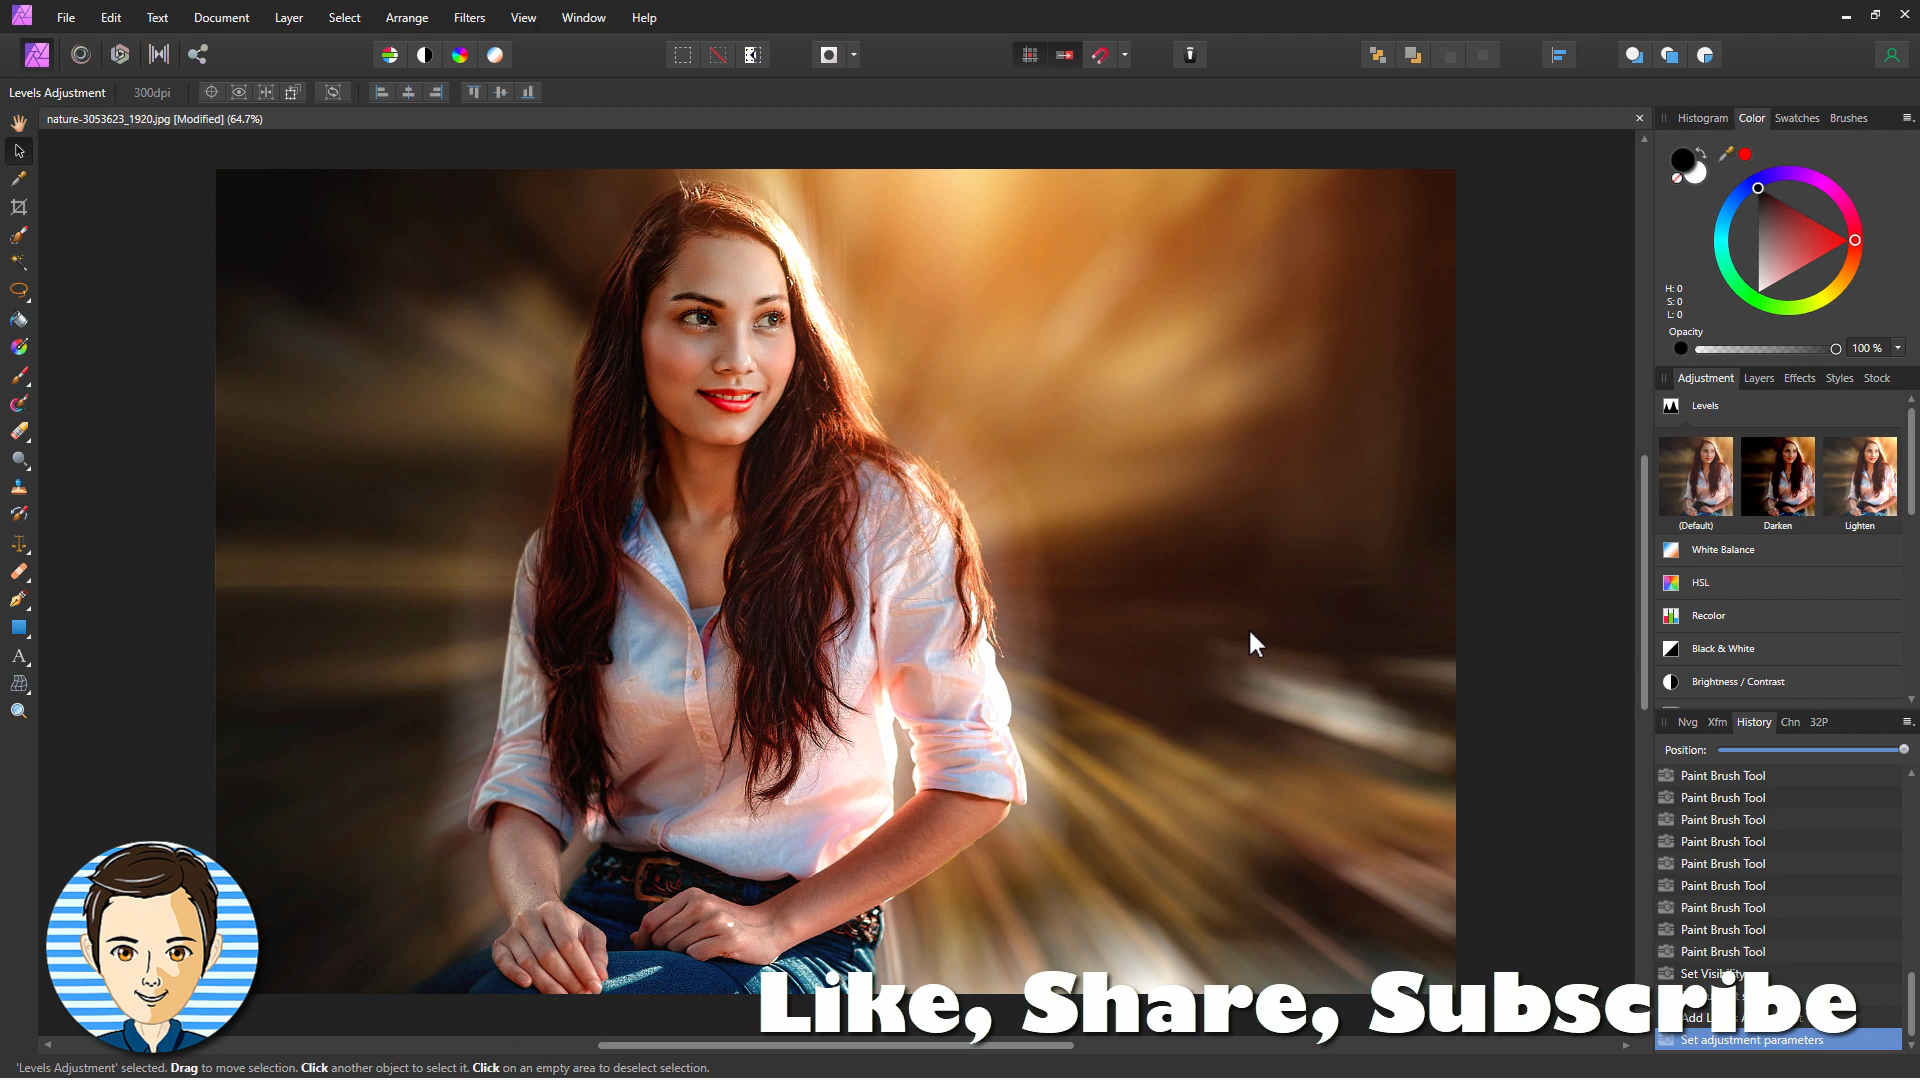 File Edit Text Document Layer Select Arrange Filters View Window Help
Levels Adjustment 300dpi
nature-3053623_1920.jpg [Modified] (64.7%)
Histogram Color Swatches Brushes
H: 0
S: 0
L: 0
Opacity
100 %
Adjustment Layers Effects Styles Stock
Levels
(Default) Darken Lighten
White Balance
HSL
Recolor
Black & White
Brightness / Contrast
Nvg Xfm History Chn 32P
Position:
Paint Brush Tool
Paint Brush Tool
Paint Brush Tool
Paint Brush Tool
Paint Brush Tool
Paint Brush Tool
Paint Brush Tool
Paint Brush Tool
Paint Brush Tool
Set Visibility
Like, Share, Subscribe
Add
Set adjustment parameters
'Levels Adjustment' selected. Drag to move selection. Click another object to select it. Click on an empty area to deselect selection.